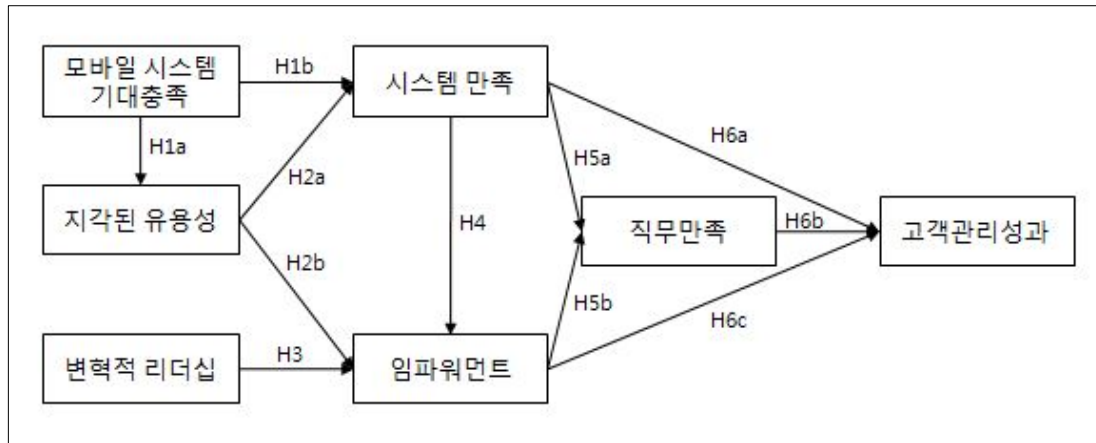 모바일 시스템
기대충족
H1b
시스템 만족
H1a
H6a
H5a
H2a
지각된 유용성
H4
직무만족
H6b
고객관리성과
H2b
H5b
H6c
변혁적 리더십
H3
임파워먼트